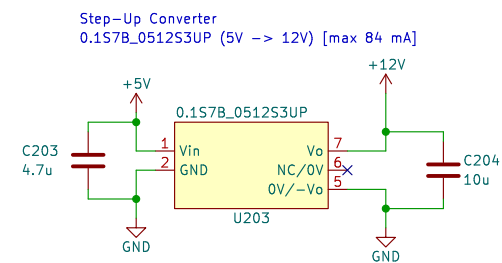 Step-Up Converter
0.1S7B_0512S3UP (5V -> 12V) [max 84 mA]
+12V
+5V
0.1S7B_0512S3UP
C203
4.7u
1
Vin
2
GND
Vo
7
NC/0V
6
0V/-Vo
5
C204
10u
U203
GND
GND